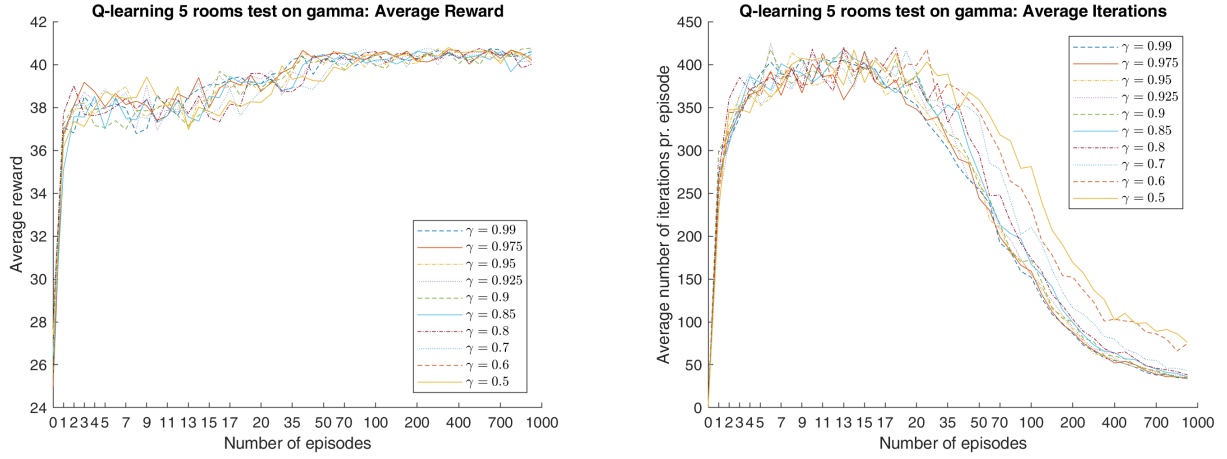 Q-learning 5 rooms test on gamma: Average Reward
42
40
38
36
34
32
30
28
26
24
Average reward
γ = 0.99
γ = 0.975
γ = 0.95
γ = 0.925
γ = 0.9
γ = 0.85
γ = 0.8
γ = 0.7
γ = 0.6
γ = 0.5
0 1 2 3 4 5 7 9 11 13 15 17 20 35 50 70 100 200 400 700 1000
Number of episodes
Q-learning 5 rooms test on gamma: Average Iterations
450
400
350
300
250
200
150
100
50
0
Average number of iterations pr. episode
γ = 0.99
γ = 0.975
γ = 0.95
γ = 0.925
γ = 0.9
γ = 0.85
γ = 0.8
γ = 0.7
γ = 0.6
γ = 0.5
0 1 2 3 4 5 7 9 11 13 15 17 20 35 50 70 100 200 400 700 1000
Number of episodes